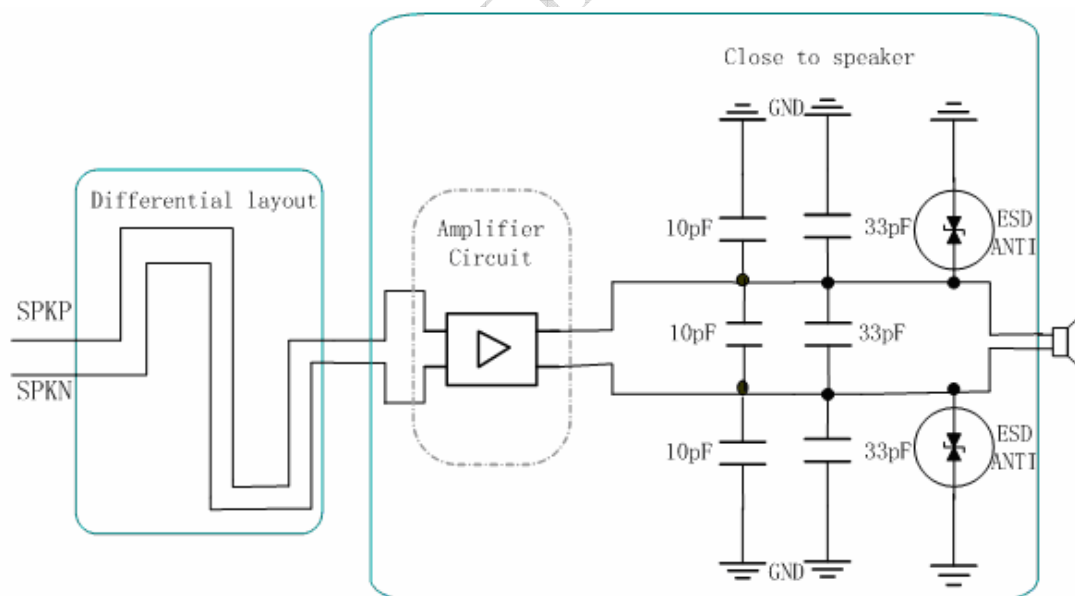 Close to speaker
GND
Differential layout
Amplifier
Circuit
10pF
33pF
ESD
ANTI
SPKP
10pF
33pF
SPKN
10pF
33pF
ESD
ANTI
GND